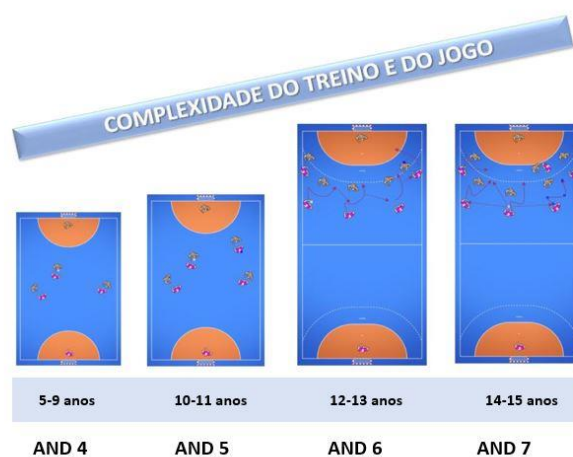 COMPLEXIDADE DO TREINO E DO JOGO
5-9 anos
10-11 anos
12-13 anos
14-15 anos
AND 4
AND 5
AND 6
AND 7